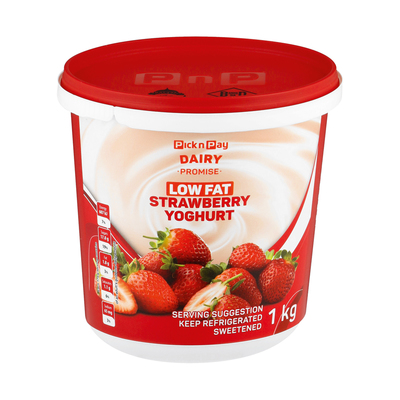 PnP
Pick n Pay
DAIRY
PROMISE
LOW FAT
STRAWBERRY
YOGHURT
SERVING SUGGESTION
KEEP REFRIGERATED
SWEETENED
1 kg